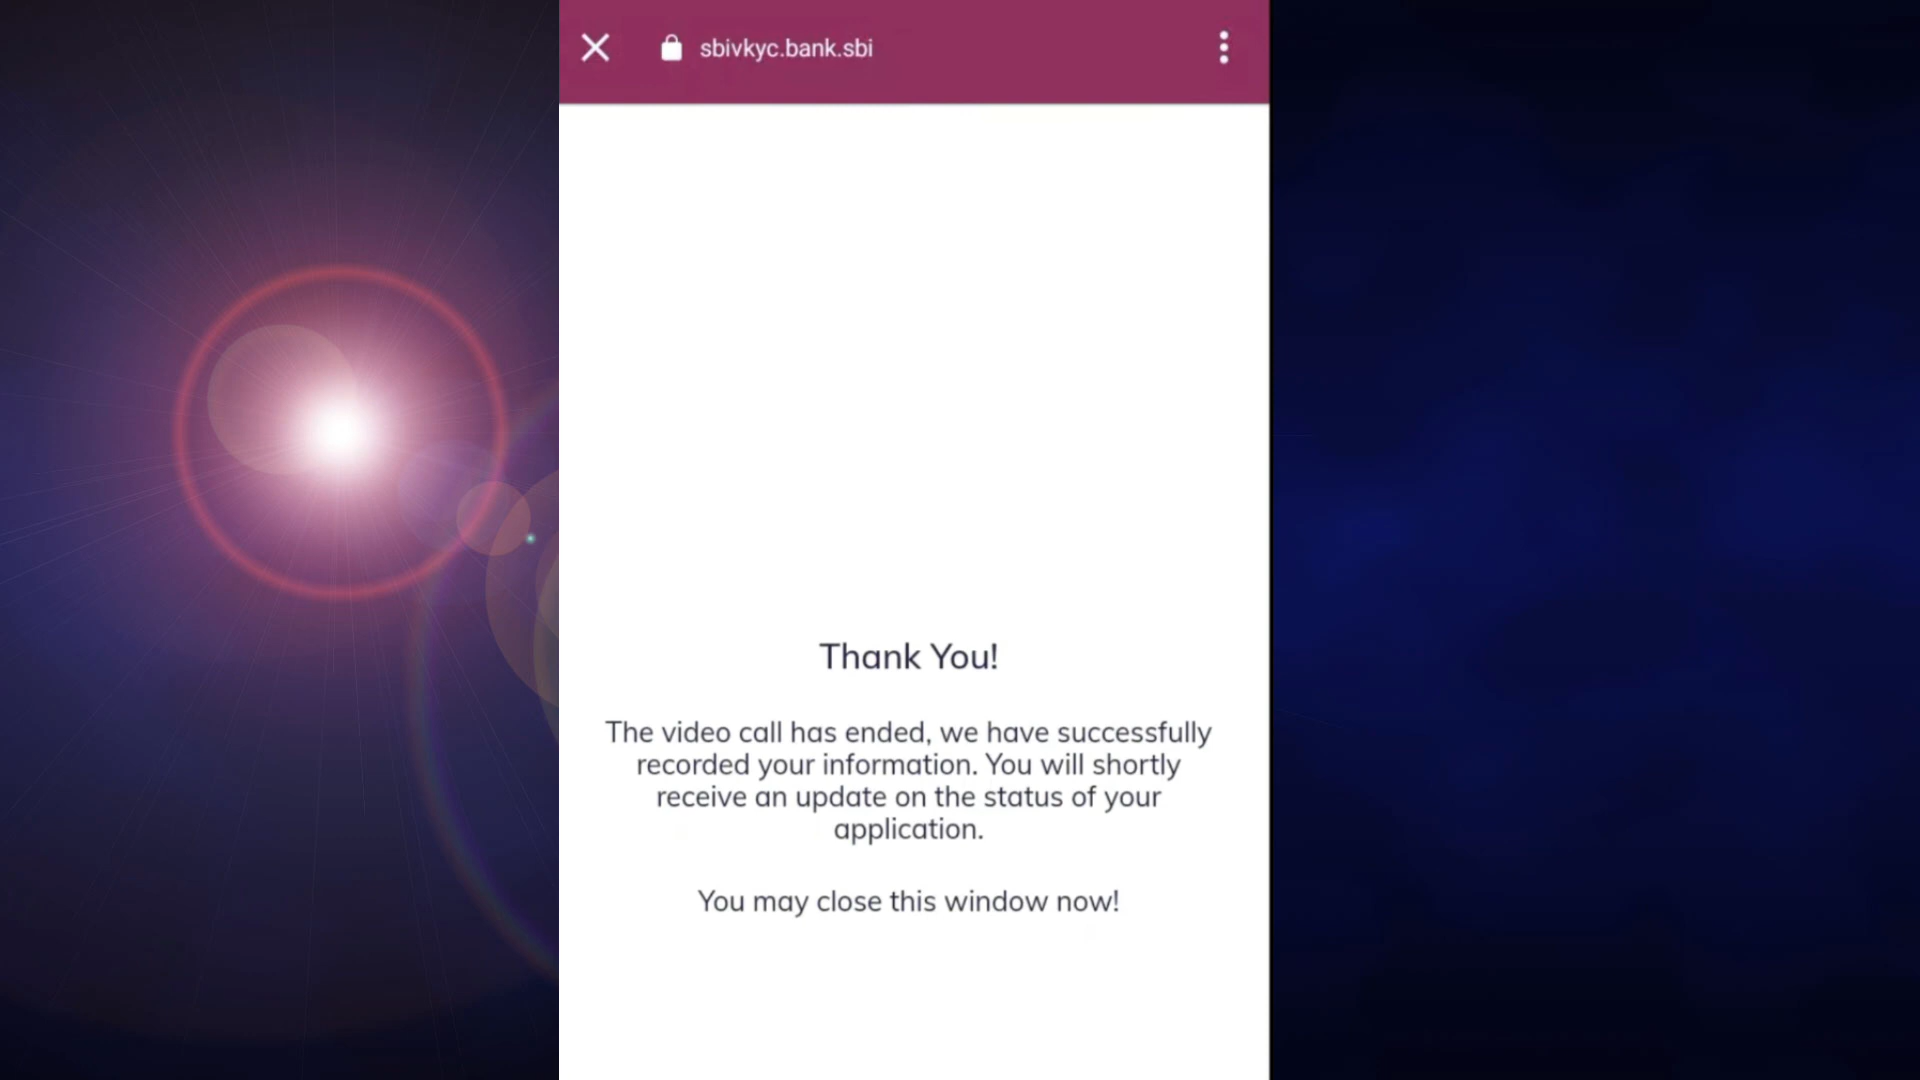 sbivkyc.bank.sbi
Thank You!
The video call has ended, we have successfully
recorded your information. You will shortly
receive an update on the status of your
application.
You may close this window now!